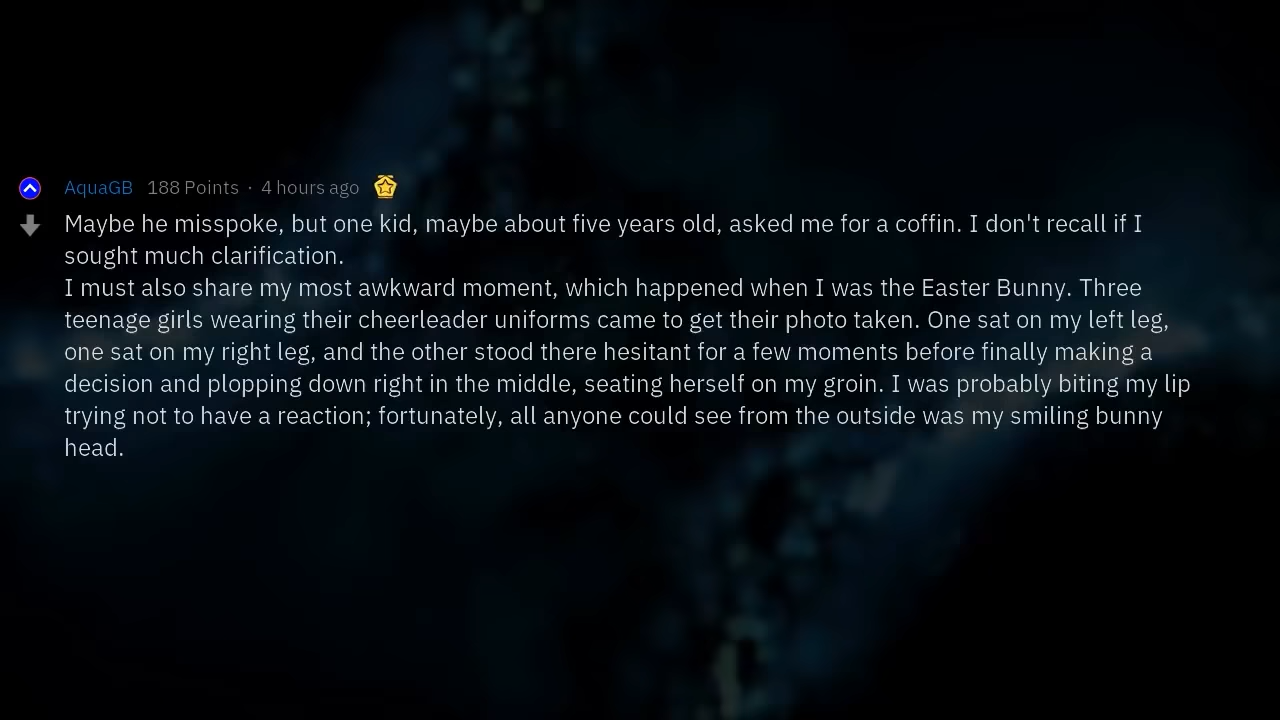 AquaGB 188 Points · 4 hours ago
Maybe he misspoke, but one kid, maybe about five years old, asked me for a coffin. I don't recall if I
sought much clarification.
I must also share my most awkward moment, which happened when I was the Easter Bunny. Three
teenage girls wearing their cheerleader uniforms came to get their photo taken. One sat on my left leg,
one sat on my right leg, and the other stood there hesitant for a few moments before finally making a
decision and plopping down right in the middle, seating herself on my groin. I was probably biting my lip
trying not to have a reaction; fortunately, all anyone could see from the outside was my smiling bunny
head.